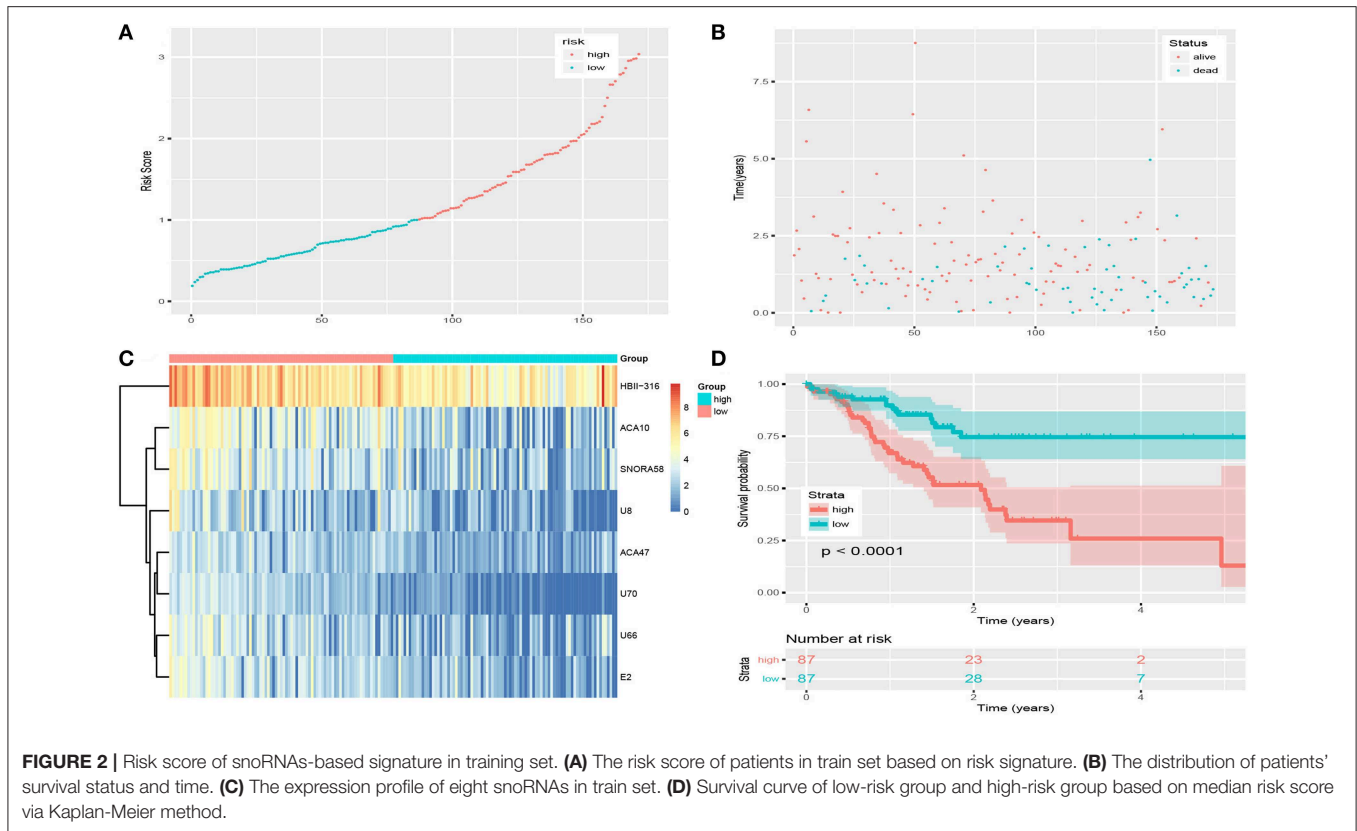 A
risk
high
low
3
2
1
0
Risk Score
0 50 100 150
B
Status
alive
dead
7.5
5.0
2.5
0.0
Time(years)
0 50 100 150
C
Group
HBII-316
ACA10
SNORA58
U8
ACA47
U70
U66
E2
8
6
4
2
0
Group
high
low
D
1.00
0.75
0.50
0.25
0.00
Survival probability
Strata
high
low
p < 0.0001
0 2 4
Time (years)
Number at risk
Strata
high 87 23 2
low 87 28 7
0 2 4
Time (years)
FIGURE 2 | Risk score of snoRNAs-based signature in training set. (A) The risk score of patients in train set based on risk signature. (B) The distribution of patients'
survival status and time. (C) The expression profile of eight snoRNAs in train set. (D) Survival curve of low-risk group and high-risk group based on median risk score
via Kaplan-Meier method.